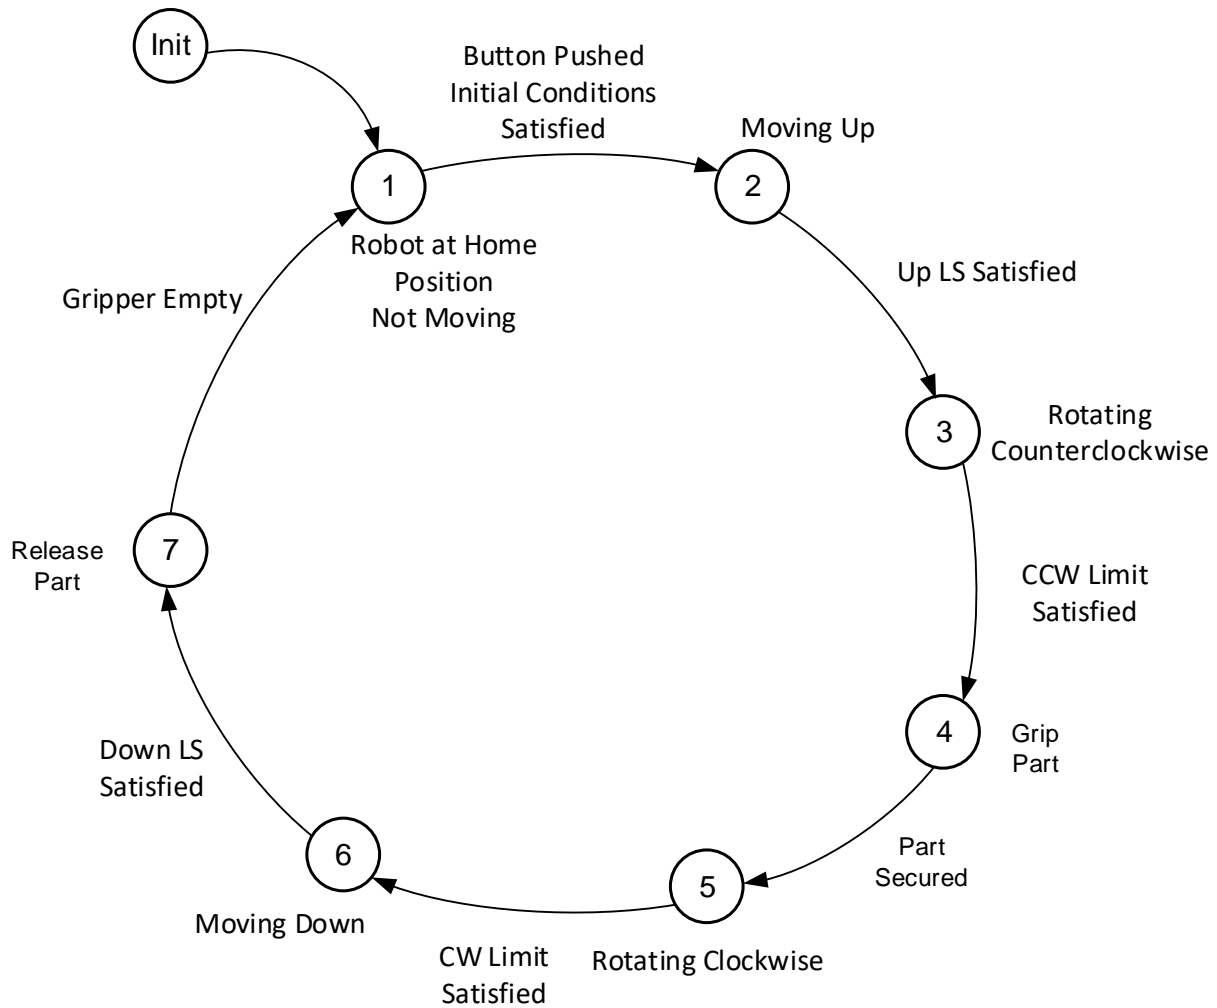 Init
Button Pushed
Initial Conditions
Satisfied
Moving Up
1
2
Robot at Home
Position
Not Moving
Up LS Satisfied
Gripper Empty
3
Rotating
Counterclockwise
7
Release
Part
CCW Limit
Satisfied
4
Grip
Part
Down LS
Satisfied
6
Moving Down
Part
Secured
5
Rotating Clockwise
CW Limit
Satisfied